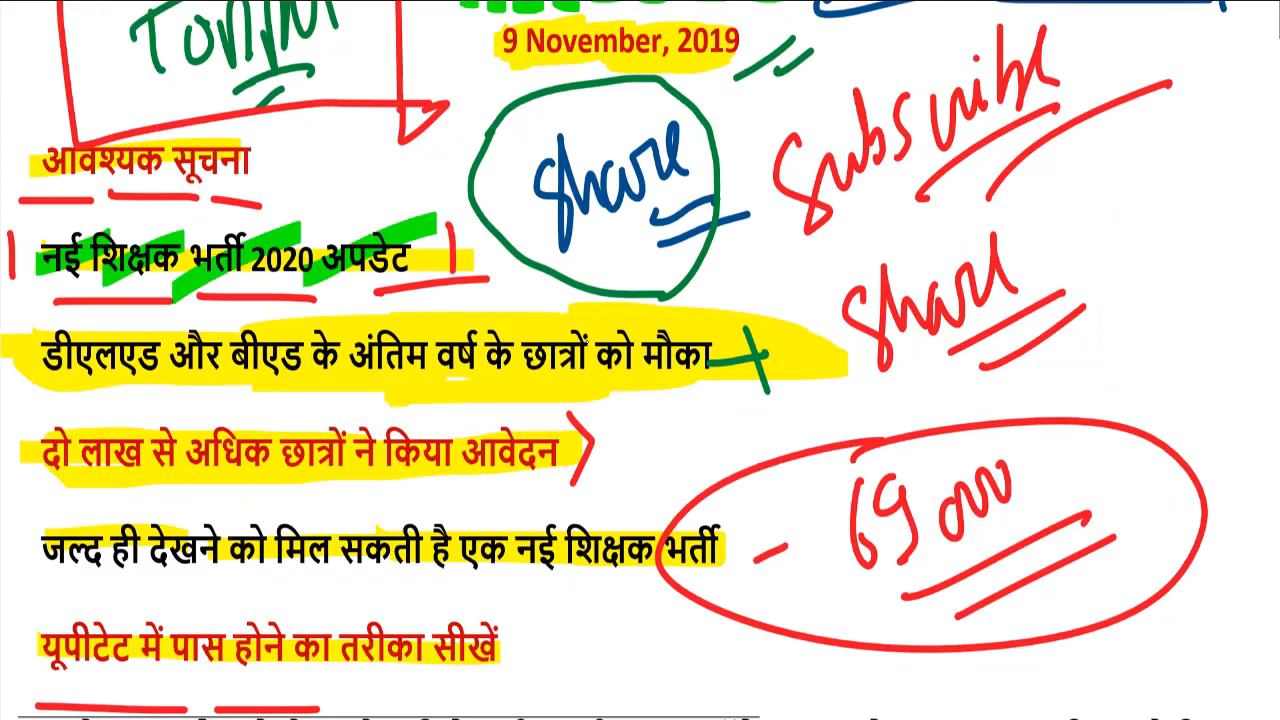 9 November, 2019
Subscribe
share
आवश्यक सूचना
नई शिक्षक भर्ती 2020 अपडेट
share
डीएलएड और बीएड के अंतिम वर्ष के छात्रों को मौका
दो लाख से अधिक छात्रों ने किया आवेदन
69000
जल्द ही देखने को मिल सकती है एक नई शिक्षक भर्ती
यूपीटेट में पास होने का तरीका सीखें